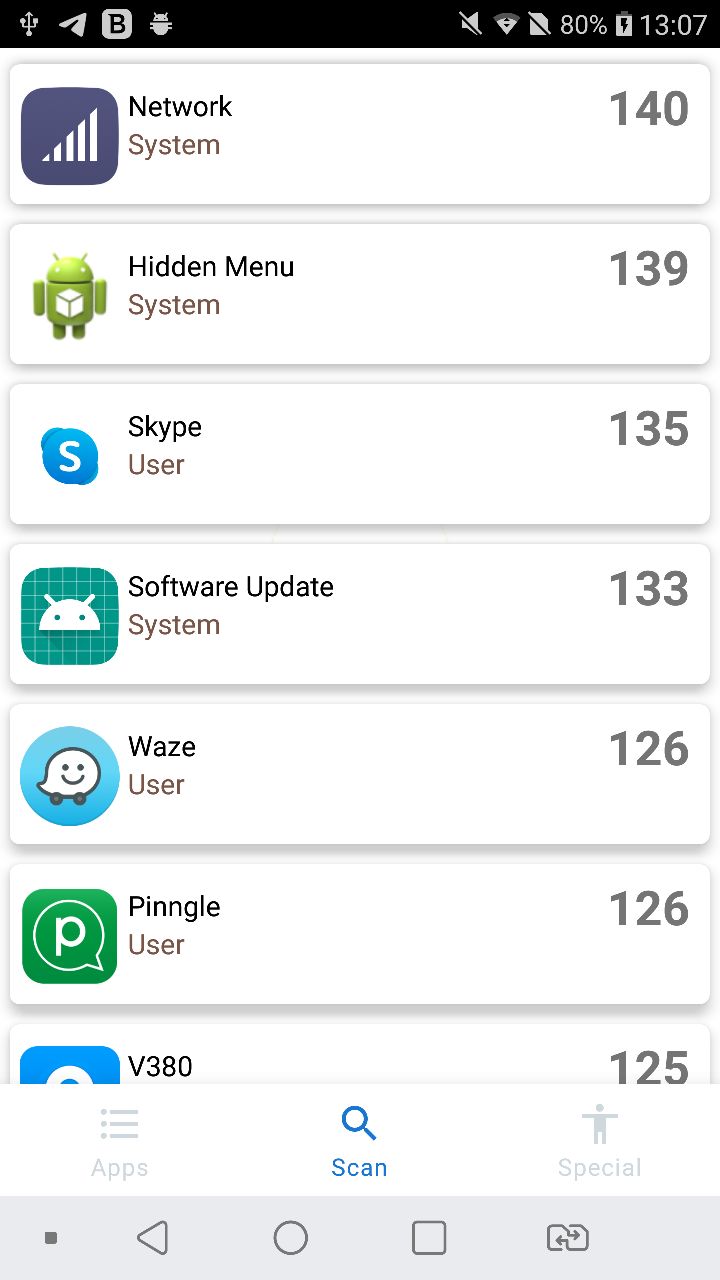 80% 13:07
Network
140
System
Hidden Menu
139
System
Skype
135
User
Software Update
133
System
Waze
126
User
Pinngle
126
User
V380
125
Apps
Scan
Special